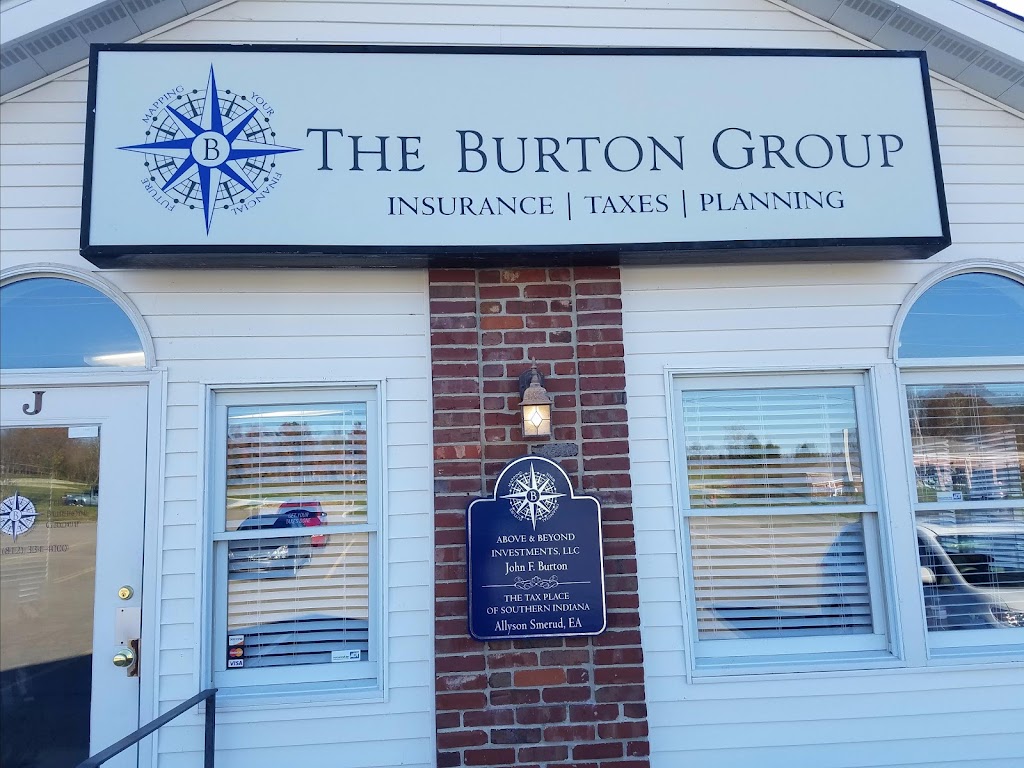 MAPPING YOUR
FINANCIAL FUTURE
B
THE BURTON GROUP
INSURANCE | TAXES | PLANNING
J
B
ABOVE & BEYOND
INVESTMENTS, LLC
John F. Burton
THE TAX PLACE
OF SOUTHERN INDIANA
Allyson Smerud, EA
VISA